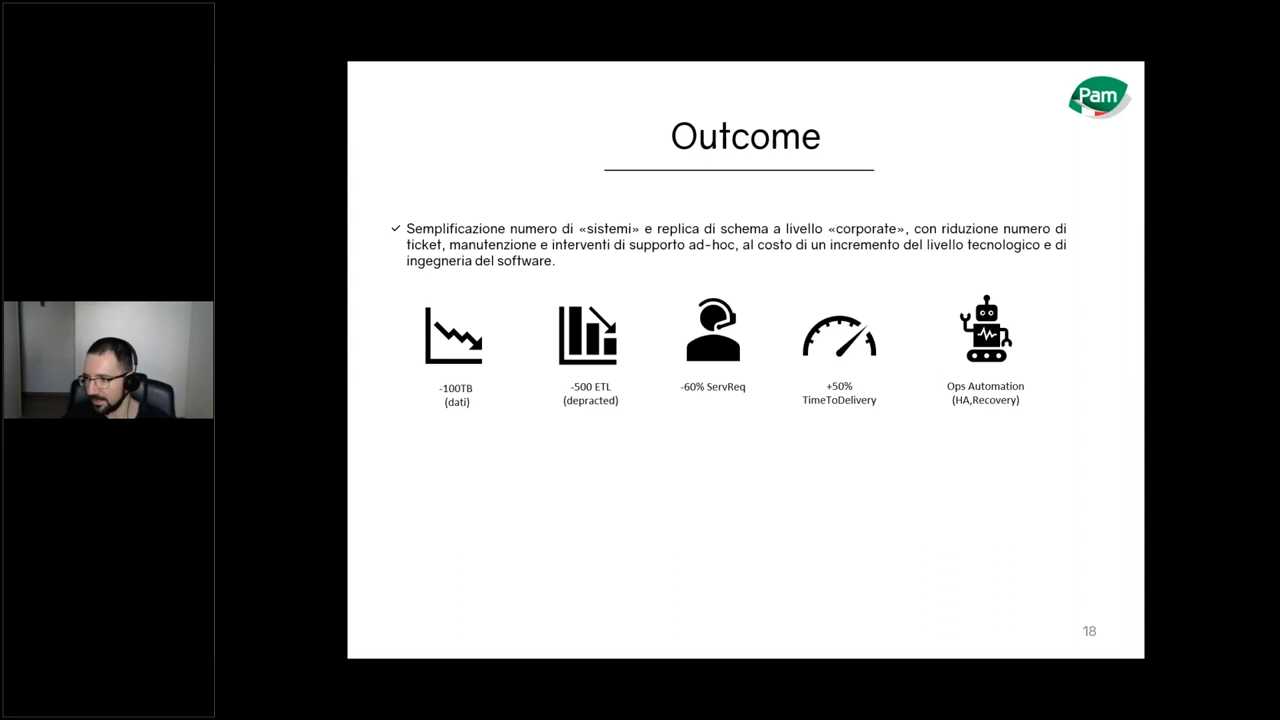 Pam
Outcome
✓ Semplificazione numero di «sistemi» e replica di schema a livello «corporate», con riduzione numero di
ticket, manutenzione e interventi di supporto ad-hoc, al costo di un incremento del livello tecnologico e di
ingegneria del software.
-100TB
(dati)
-500 ETL
(depracted)
-60% ServReq
+50%
TimeToDelivery
Ops Automation
(HA,Recovery)
18